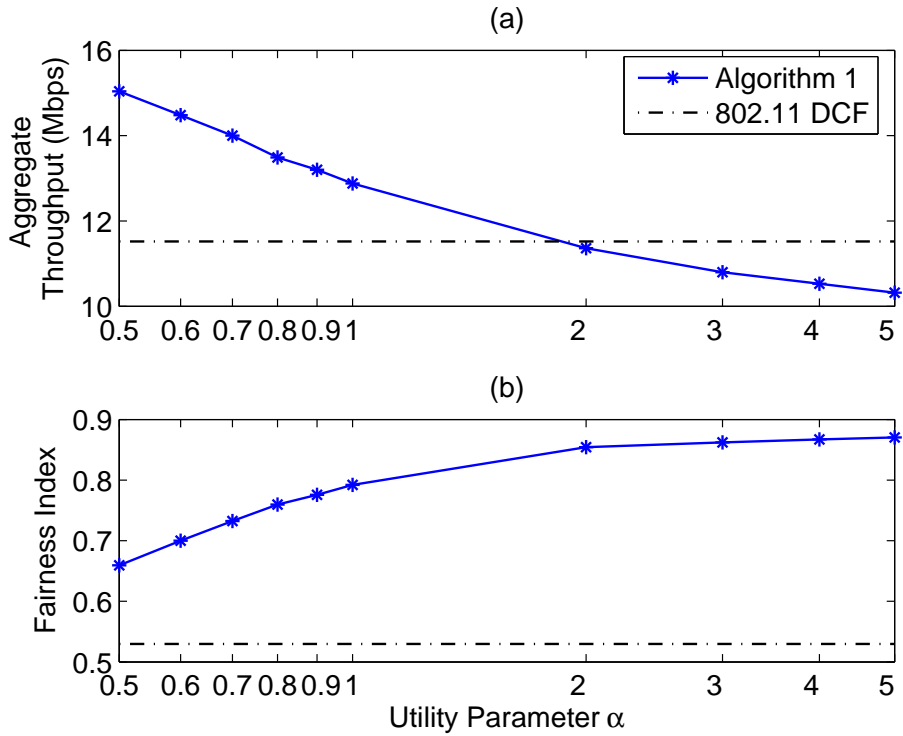 (a)
Aggregate
Throughput (Mbps)
16
14
12
10
Algorithm 1
802.11 DCF
0.5 0.6 0.7 0.8 0.9 1 2 3 4 5
(b)
Fairness Index
0.9
0.8
0.7
0.6
0.5
0.5 0.6 0.7 0.8 0.9 1 2 3 4 5
Utility Parameter α